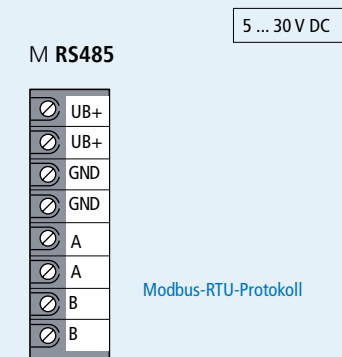 5 ... 30 V DC
M RS485
UB+
UB+
GND
GND
A
A
Modbus-RTU-Protokoll
B
B